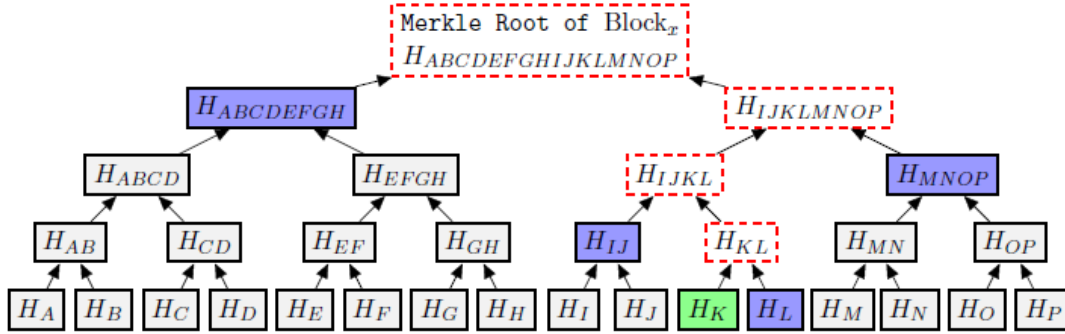 Merkle Root of Block_x
H_ABCDEFGHIJKLMNOP
H_ABCDEFGH
H_IJKLMNOP
H_ABCD
H_EFGH
H_IJKL
H_MNOP
H_AB
H_CD
H_EF
H_GH
H_IJ
H_KL
H_MN
H_OP
H_A
H_B
H_C
H_D
H_E
H_F
H_G
H_H
H_I
H_J
H_K
H_L
H_M
H_N
H_O
H_P